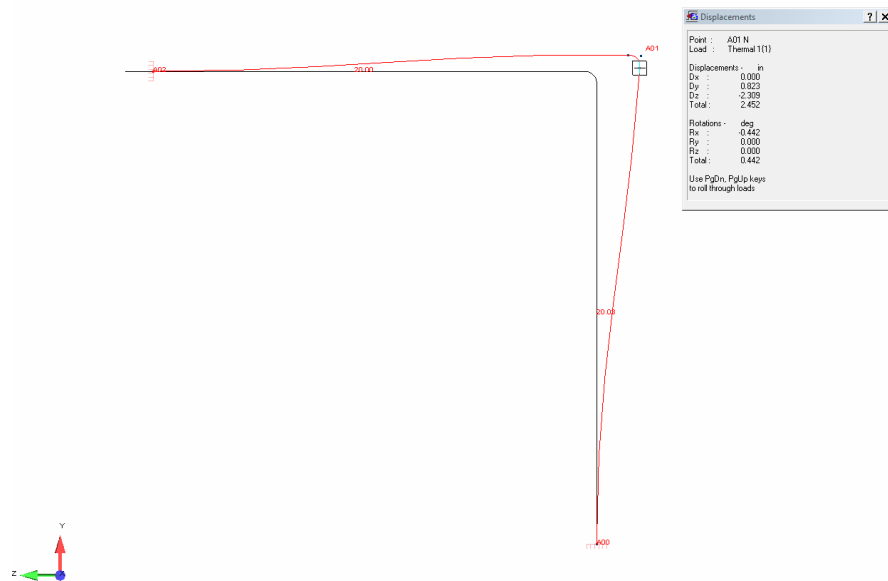 Displacements
Point : A01 N
Load : Thermal 1{1}
Displacements - in
Dx : 0.000
Dy : 0.823
Dz : -2.309
Total : 2.452
Rotations - deg
Rx : -0.442
Ry : 0.000
Rz : 0.000
Total : 0.442
Use PgDn, PgUp keys
to roll through loads
A01
A02
20.00
20.00
A00
Y
Z
X